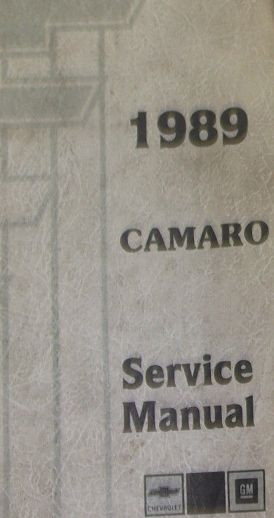 1989
CAMARO
Service
Manual
CHEVROLET
GM